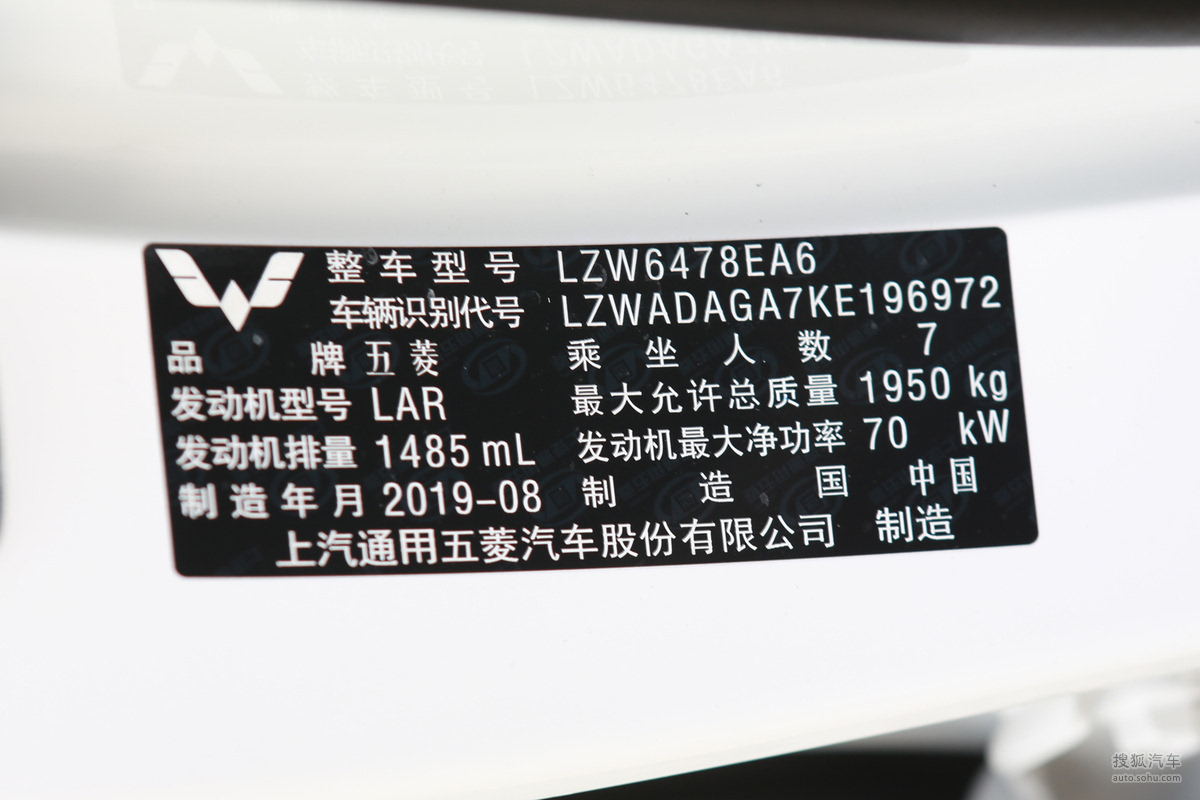 整车型号 LZW6478EA6
车辆识别代号 LZWADAGA7KE196972
品牌 五菱 乘坐人数 7
发动机型号 LAR 最大允许总质量 1950 kg
发动机排量 1485 mL 发动机最大净功率 70 kW
制造年月 2019-08 制造国 中国
上汽通用五菱汽车股份有限公司 制造
搜狐汽车
auto.sohu.com